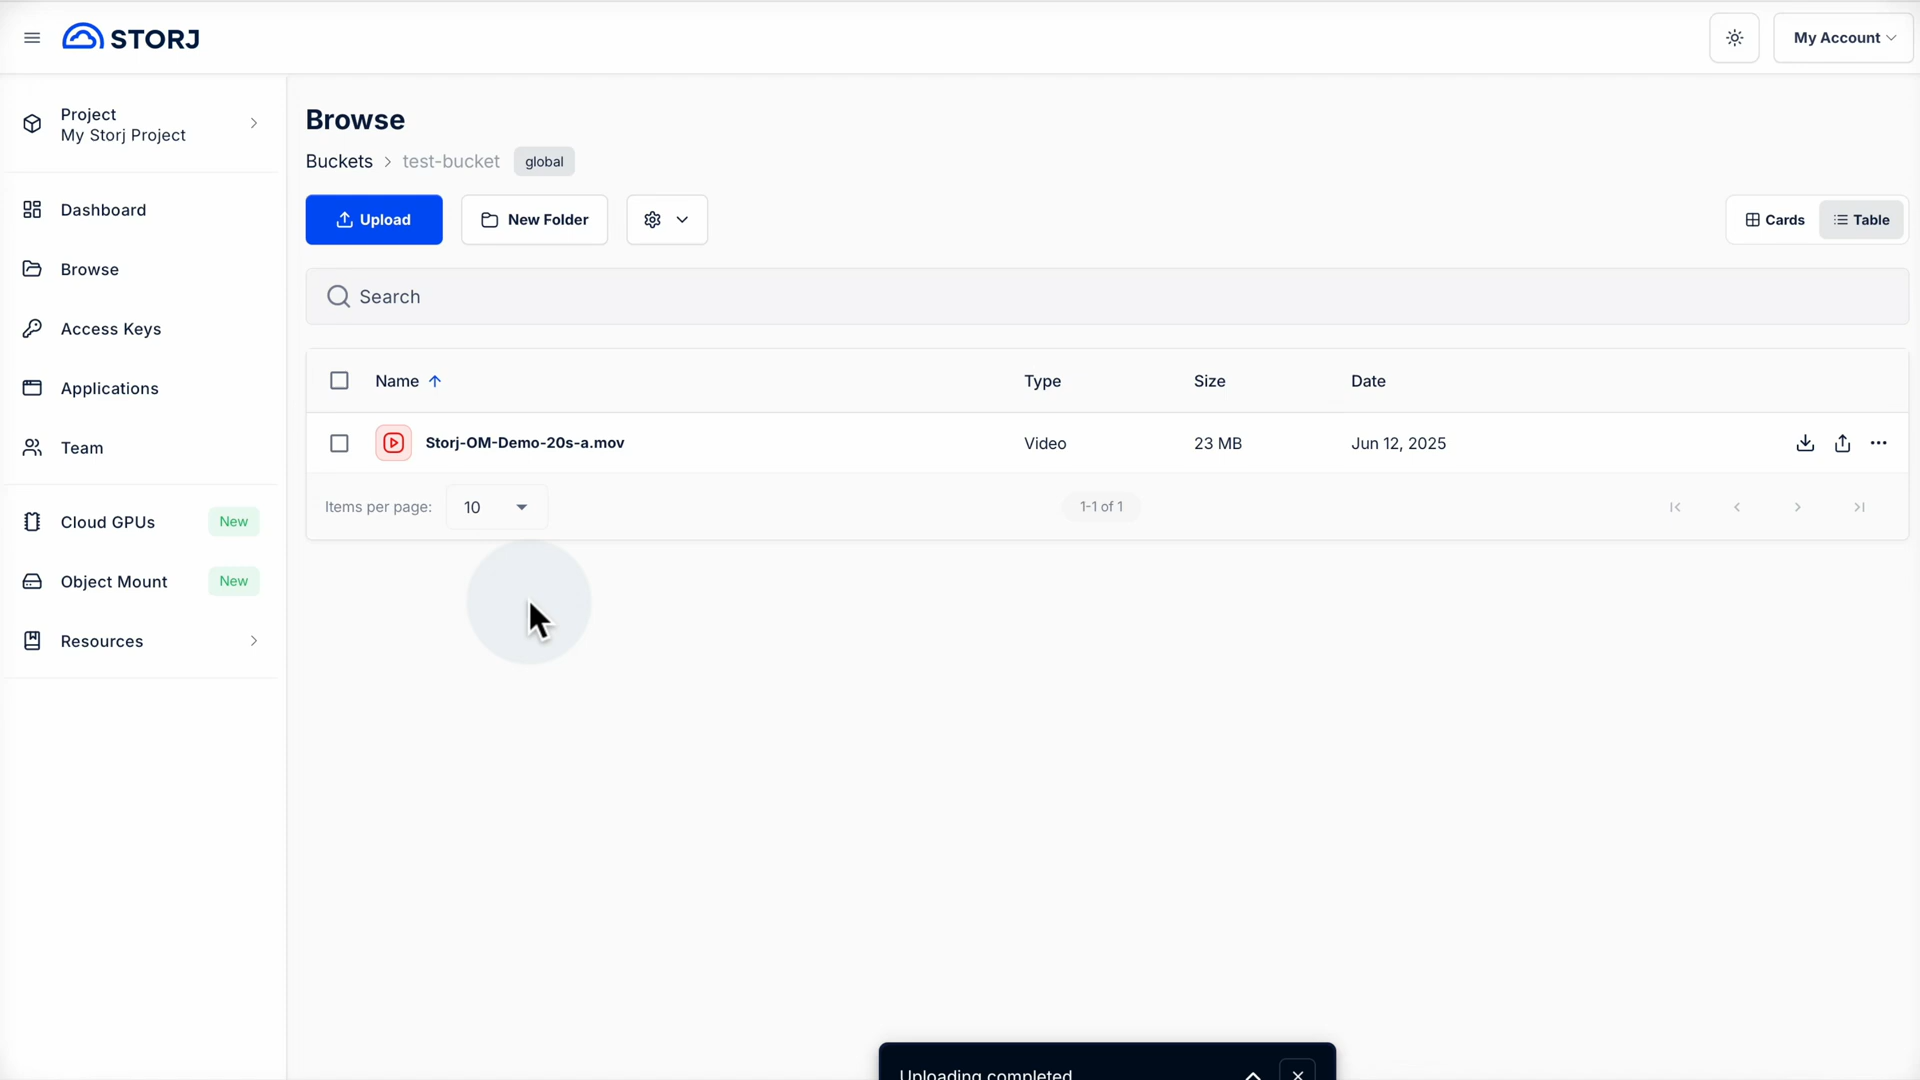 STORJ
My Account
Project
My Storj Project
Dashboard
Browse
Access Keys
Applications
Team
Cloud GPUs New
Object Mount New
Resources
Browse
Buckets > test-bucket global
Upload
New Folder
Cards
Table
Search
Name Type Size Date
Storj-OM-Demo-20s-a.mov Video 23 MB Jun 12, 2025
Items per page: 10
1-1 of 1
Uploading completed